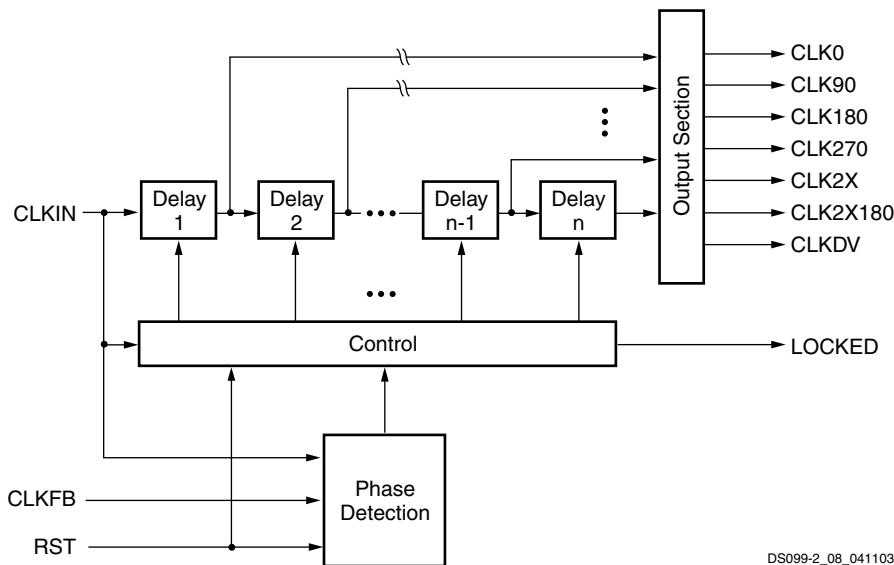 CLK0
CLK90
CLK180
CLK270
CLK2X
CLK2X180
CLKDV
Output Section
CLKIN
Delay
1
Delay
2
•••
Delay
n-1
Delay
n
•••
Control
LOCKED
Phase
Detection
CLKFB
RST
DS099-2_08_041103